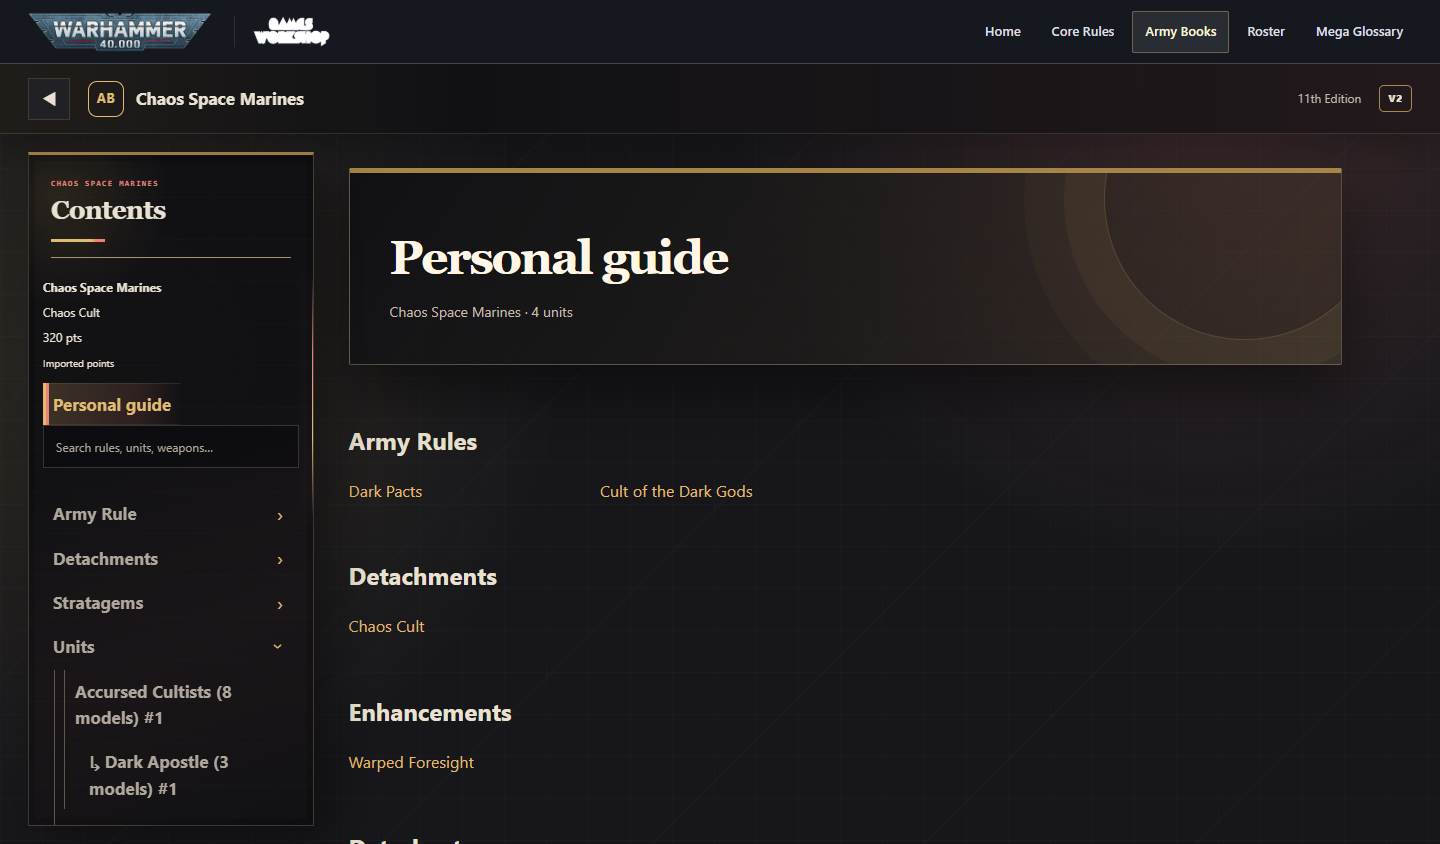 WARHAMMER
40,000
GAMES
WORKSHOP
Home
Core Rules
Army Books
Roster
Mega Glossary
◀
AB
Chaos Space Marines
11th Edition
V2
CHAOS SPACE MARINES
Contents
Chaos Space Marines
Chaos Cult
320 pts
Imported points
Personal guide
Search rules, units, weapons...
Army Rule
Detachments
Stratagems
Units
Accursed Cultists (8
models) #1
Dark Apostle (3
models) #1
Personal guide
Chaos Space Marines · 4 units
Army Rules
Dark Pacts
Cult of the Dark Gods
Detachments
Chaos Cult
Enhancements
Warped Foresight